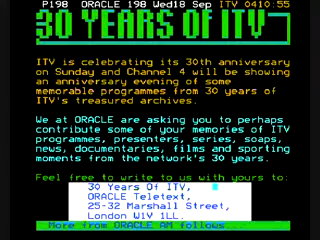 P198 ORACLE 198 Wed18 Sep ITV 0410:55
30 YEARS OF ITV
ITV is celebrating its 30th anniversary
on Sunday and Channel 4 will be showing
an anniversary evening of some
memorable programmes from 30 years of
ITV's treasured archives.
We at ORACLE are asking you to perhaps
contribute some of your memories of ITV
programmes, presenters, series, soaps,
news, documentaries, films and sporting
moments from the network's 30 years.
Feel free to write to us with yours to:
30 Years Of ITV,
ORACLE Teletext,
25-32 Marshall Street,
London W1V 1LL.
More from ORACLE AM follows...